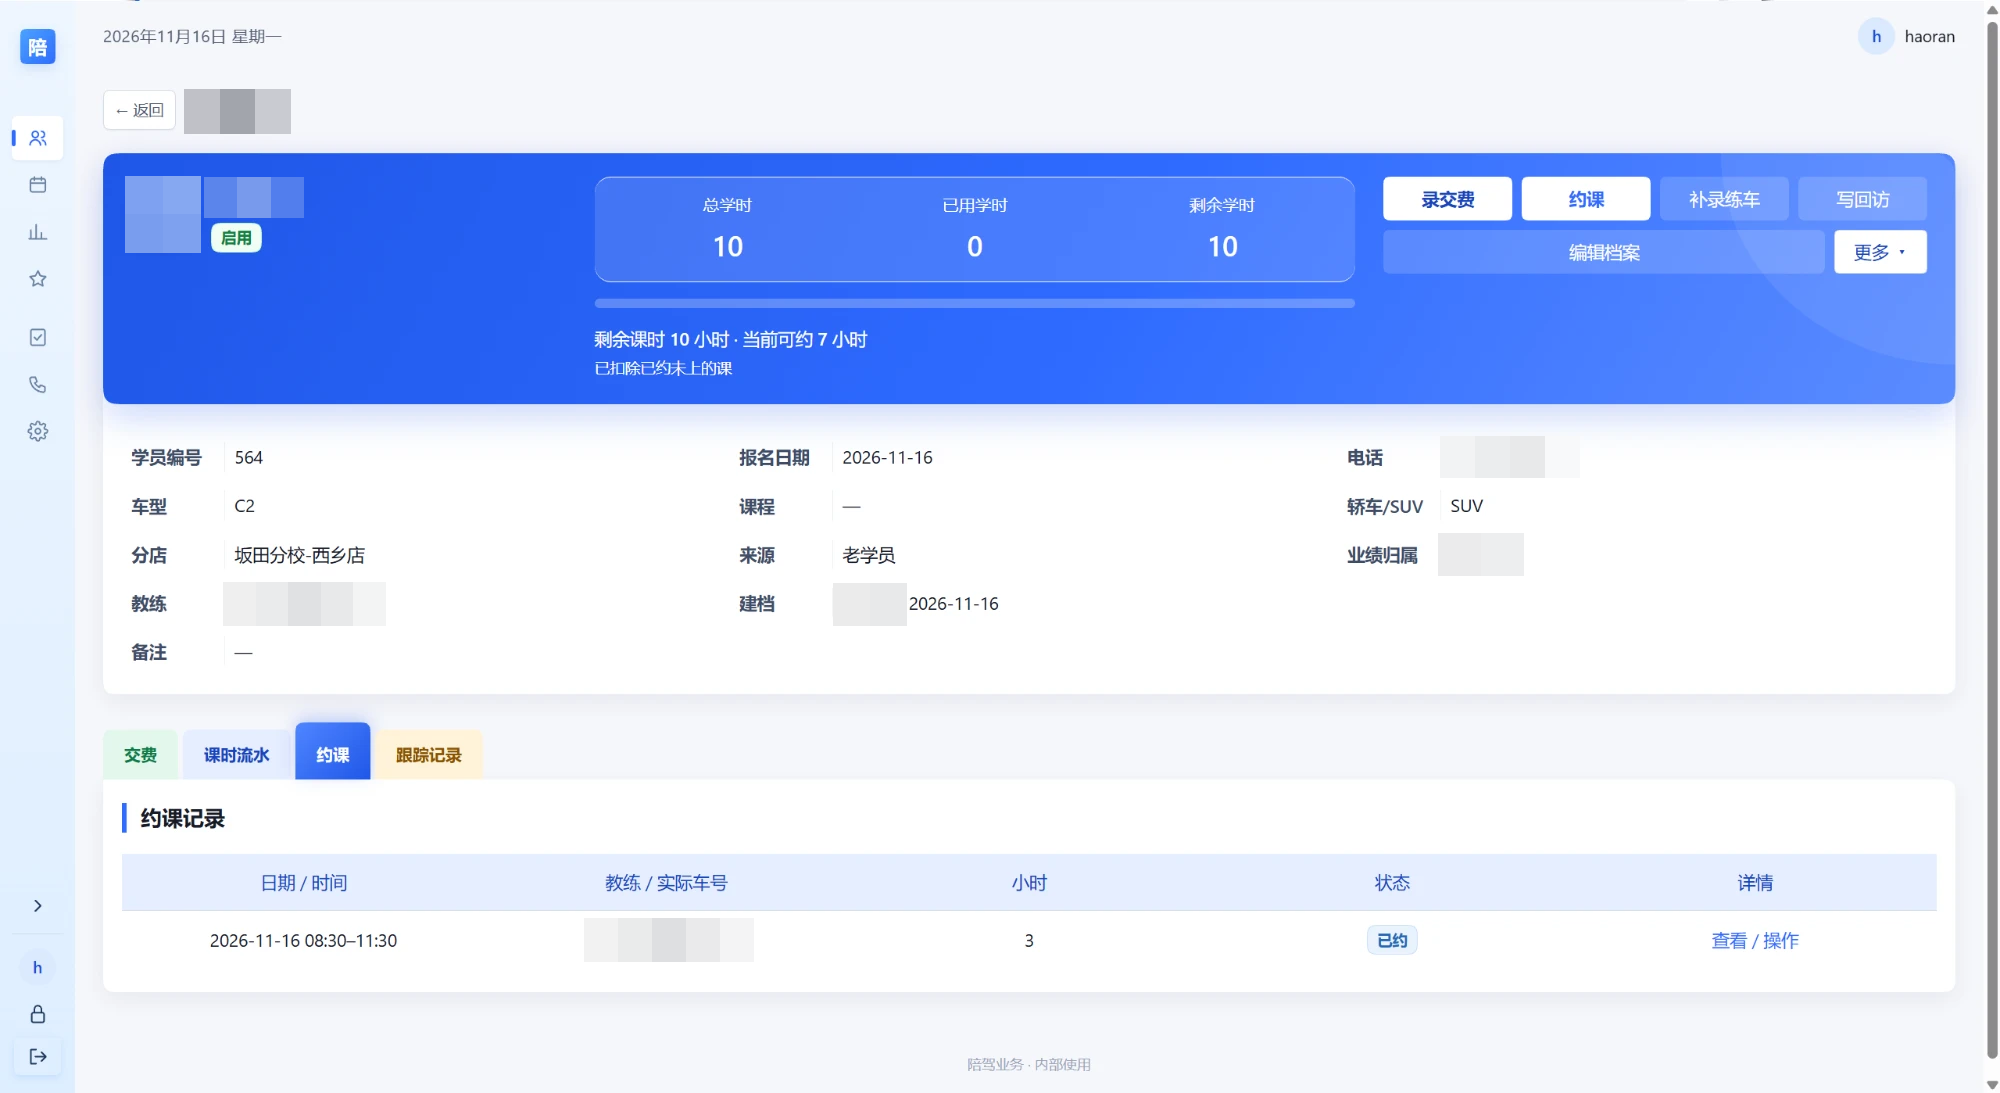 陪
2026年11月16日 星期一
h haoran
← 返回
启用
总学时 已用学时 剩余学时
10 0 10
剩余课时 10 小时 · 当前可约 7 小时
已扣除已约未上的课
录交费 约课 补录练车 写回访
编辑档案 更多
学员编号 564 报名日期 2026-11-16 电话
车型 C2 课程 — 轿车/SUV SUV
分店 坂田分校-西乡店 来源 老学员 业绩归属
教练 建档 2026-11-16
备注 —
交费 课时流水 约课 跟踪记录
约课记录
日期 / 时间 教练 / 实际车号 小时 状态 详情
2026-11-16 08:30–11:30 3 已约 查看 / 操作
h
陪驾业务 · 内部使用